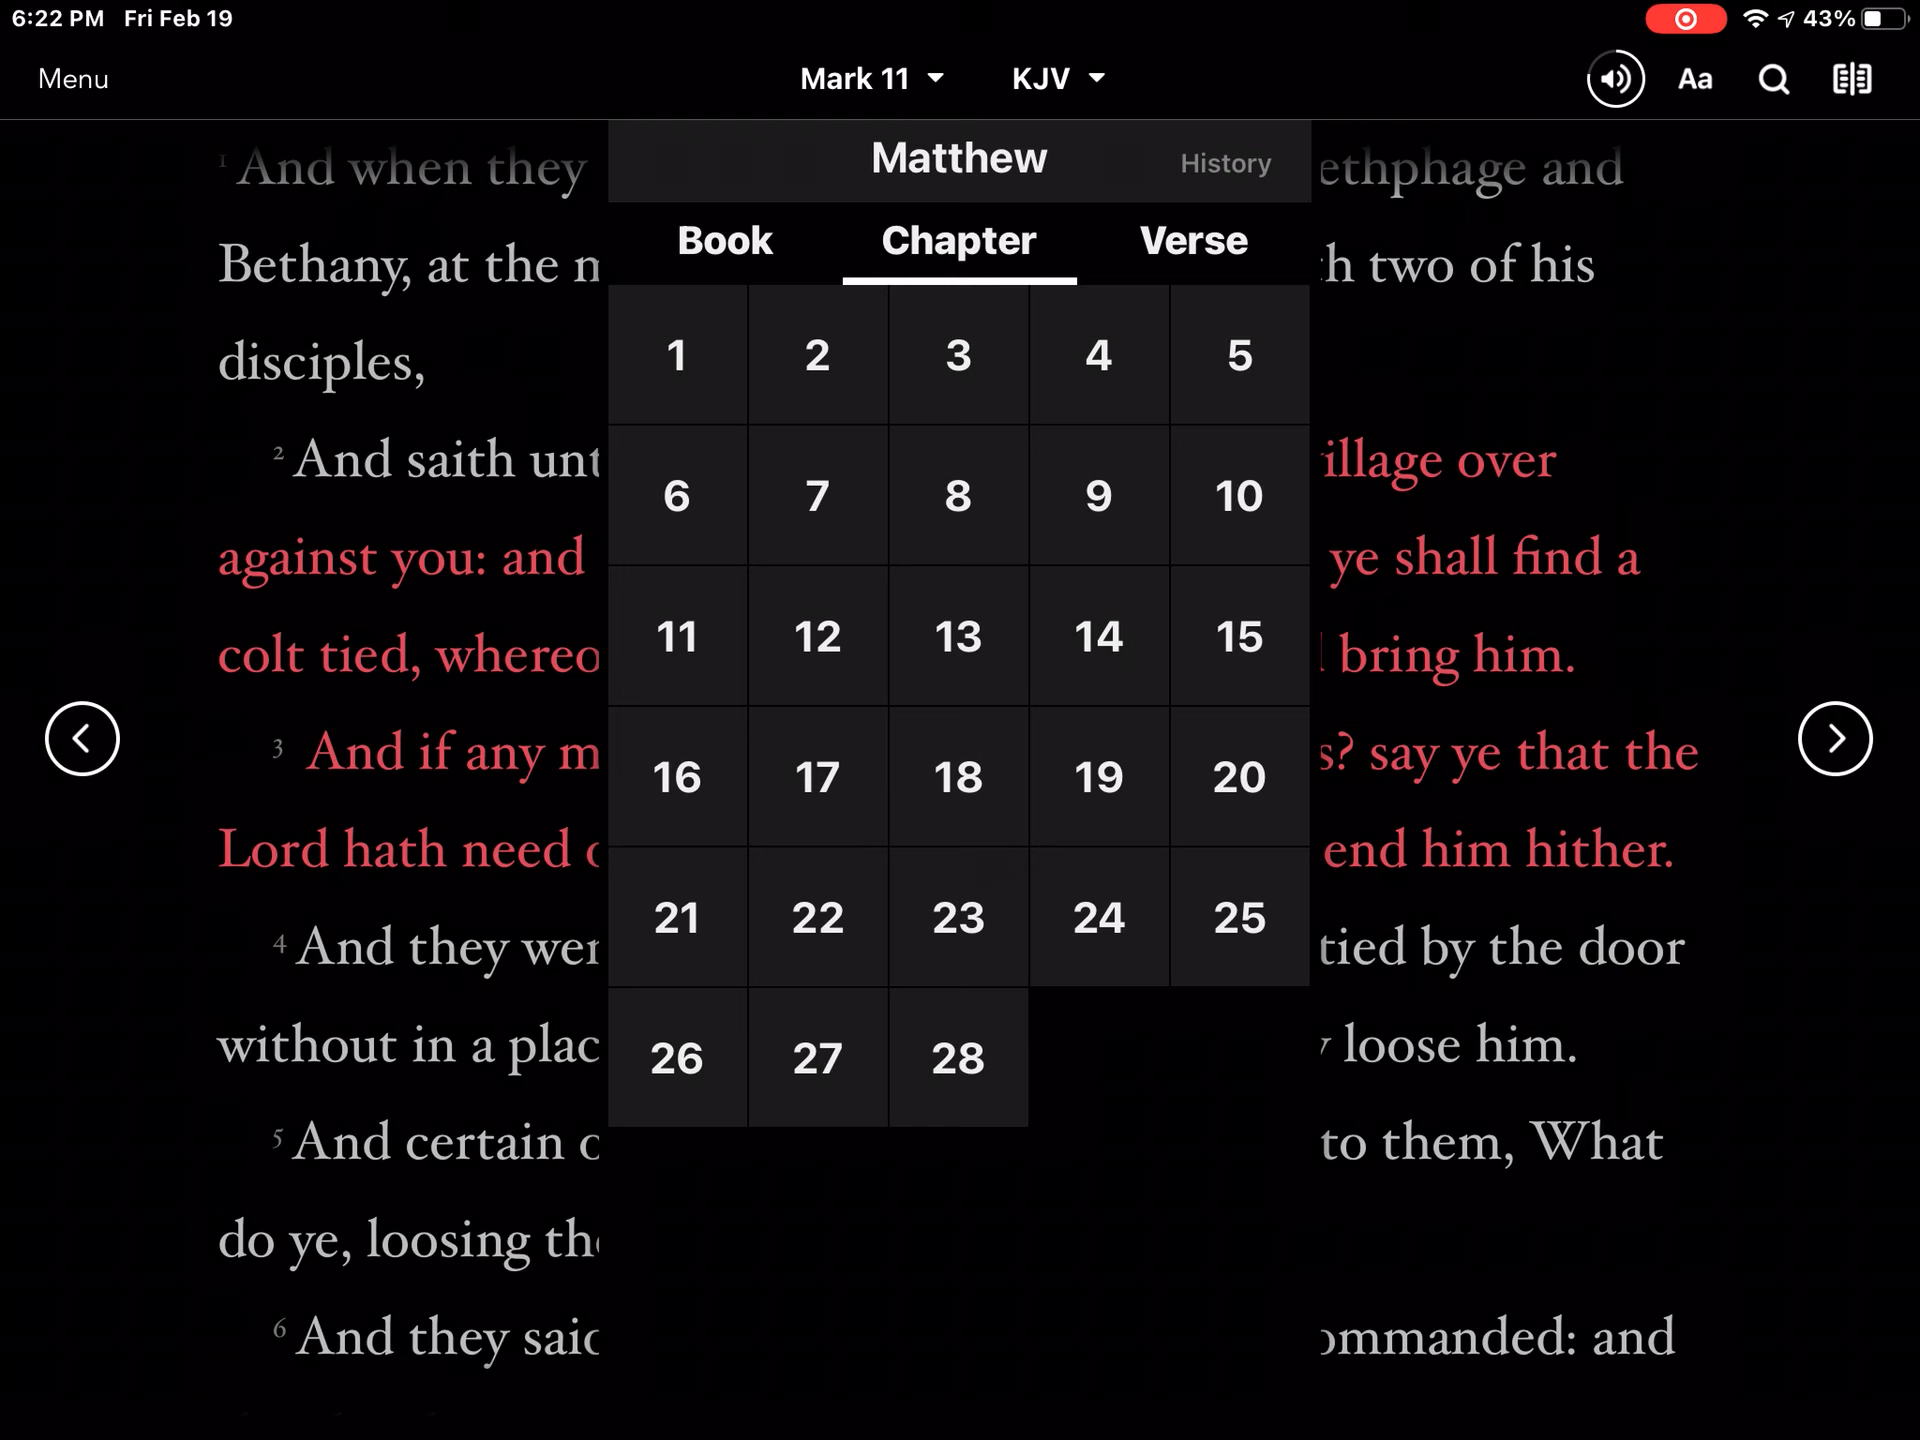 6:22 PM Fri Feb 19 43%
Menu Mark 11 KJV Aa
Matthew History
Book Chapter Verse
1 2 3 4 5
6 7 8 9 10
11 12 13 14 15
16 17 18 19 20
21 22 23 24 25
26 27 28
1 And when they ethphage and
Bethany, at the m h two of his
disciples,
2 And saith unt illage over
against you: and ye shall find a
colt tied, whereo bring him.
3 And if any m s? say ye that the
Lord hath need end him hither.
4 And they wer tied by the door
without in a plac loose him.
5 And certain to them, What
do ye, loosing th
6 And they said ommanded: and